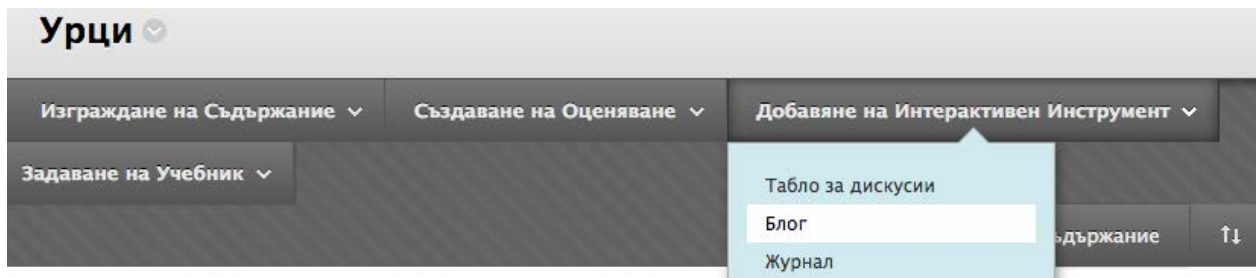 Урци
Изграждане на Съдържание
Създаване на Оценяване
Добавяне на Интерактивен Инструмент
Задаване на Учебник
Табло за дискусии
Блог
ъдържание
Журнал